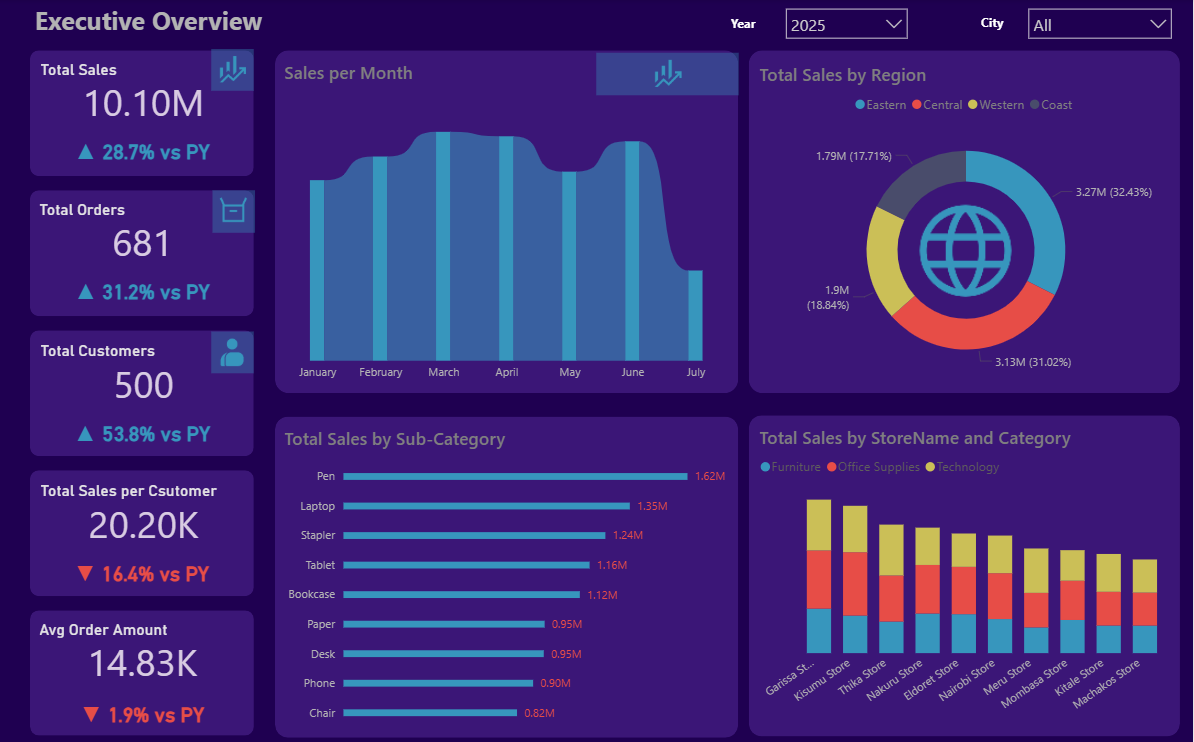 Executive Overview
Year
2025
City
All
Total Sales
10.10M
▲ 28.7% vs PY
Total Orders
681
▲ 31.2% vs PY
Total Customers
500
▲ 53.8% vs PY
Total Sales per Csutomer
20.20K
▼ 16.4% vs PY
Avg Order Amount
14.83K
▼ 1.9% vs PY
Sales per Month
January February March April May June July
Total Sales by Region
Eastern Central Western Coast
1.79M (17.71%)
3.27M (32.43%)
1.9M
(18.84%)
3.13M (31.02%)
Total Sales by Sub-Category
Pen 1.62M
Laptop 1.35M
Stapler 1.24M
Tablet 1.16M
Bookcase 1.12M
Paper 0.95M
Desk 0.95M
Phone 0.90M
Chair 0.82M
Total Sales by StoreName and Category
Furniture Office Supplies Technology
Garissa St...
Kisumu Store
Thika Store
Nakuru Store
Eldoret Store
Nairobi Store
Meru Store
Mombasa Store
Kitale Store
Machakos Store